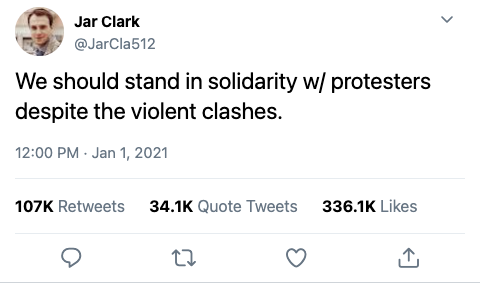 Jar Clark
@JarCla512
We should stand in solidarity w/ protesters
despite the violent clashes.
12:00 PM · Jan 1, 2021
107K Retweets 34.1K Quote Tweets 336.1K Likes